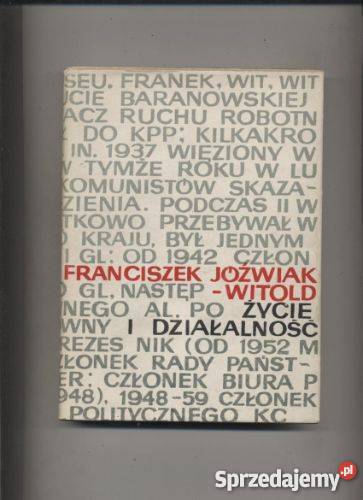 SEU. FRANEK, WIT, WIT
UCIE BARANOWSKIEJ
ACZ RUCHU ROBOTN
DO KPP; KILKAKRO
IN. 1937 WIĘZIONY W
W TYMŻE ROKU W LU
KOMUNISTÓW SKAZA-
ZIENIA. PODCZAS II W
TKOWO PRZEBYWAŁ W
O KRAJU, BYŁ JEDNYM
I GL: OD 1942 CZŁON
FRANCISZEK JÓŹWIAK
O GL, NASTĘP -WITOLD
NEGO AL. PO ŻYCIE
WNY I DZIAŁALNOŚĆ
REZES NIK (OD 1952 M
ZŁONEK RADY PAŃST-
ER: CZŁONEK BIURA P
948), 1948-59 CZŁONEK
POLITYCZNEGO KC
Sprzedajemy.pl